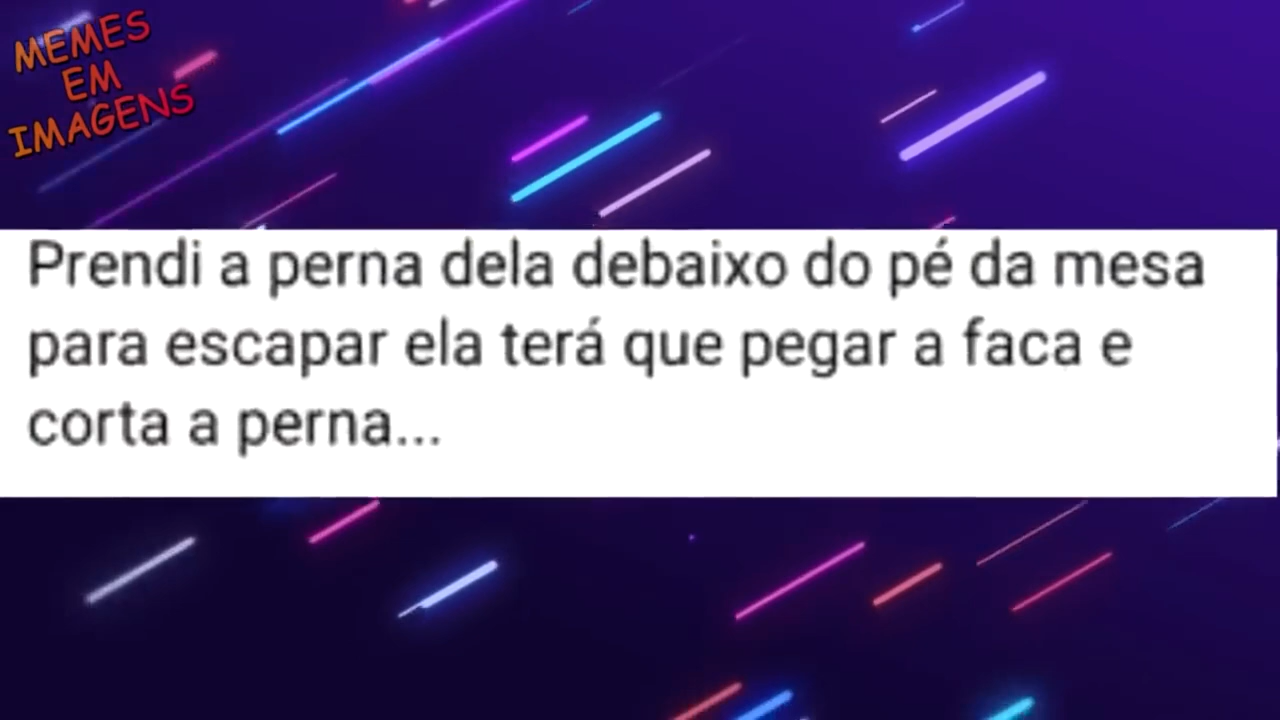 MEMES
EM
IMAGENS
Prendi a perna dela debaixo do pé da mesa
para escapar ela terá que pegar a faca e
corta a perna...